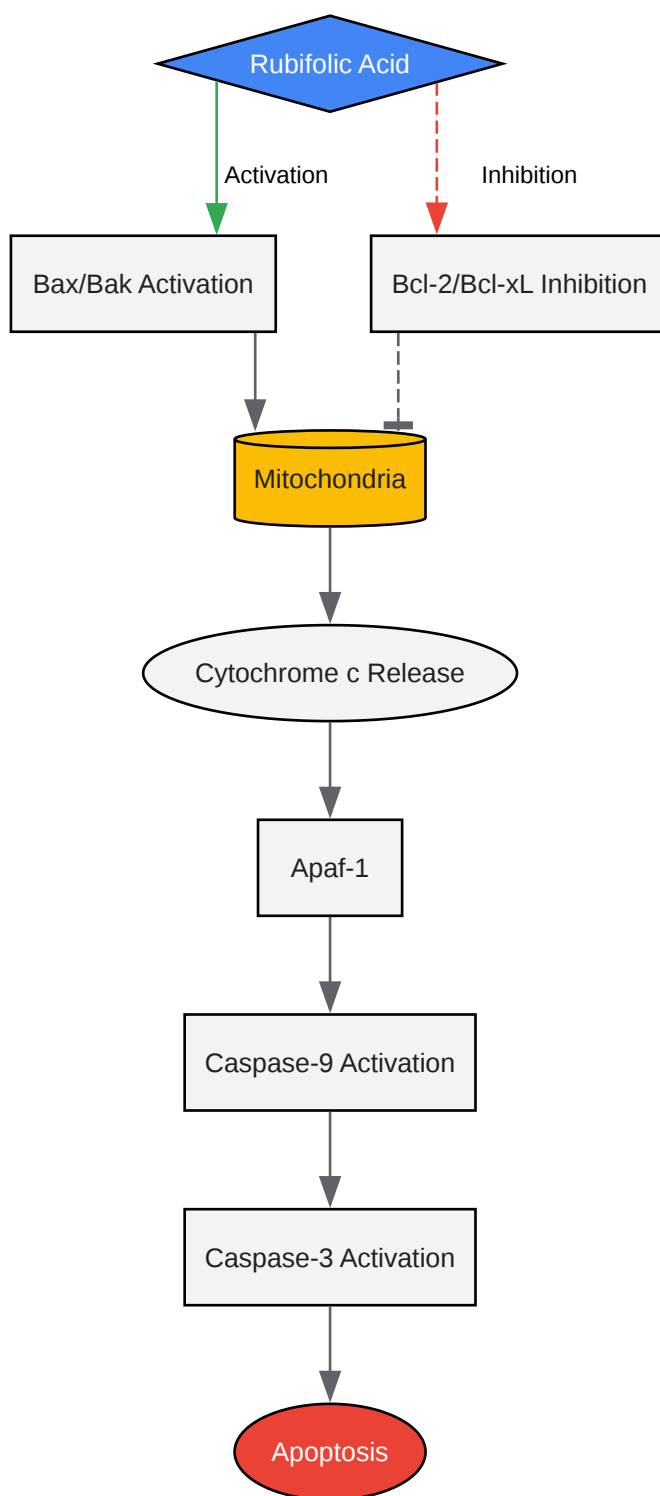 Rubifolic Acid
Activation
Inhibition
Bax/Bak Activation
Bcl-2/Bcl-xL Inhibition
Mitochondria
Cytochrome c Release
Apaf-1
Caspase-9 Activation
Caspase-3 Activation
Apoptosis